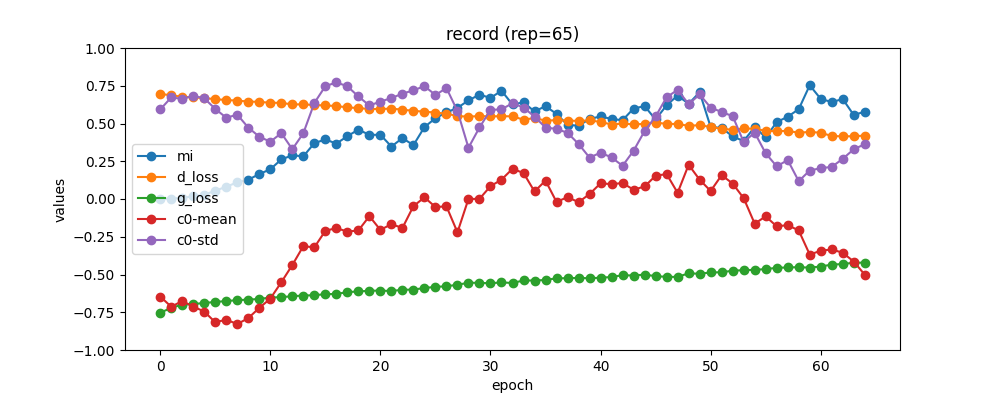 record (rep=65)
1.00
0.75
0.50
0.25
0.00
−0.25
−0.50
−0.75
−1.00
values
mi
d_loss
g_loss
c0-mean
c0-std
0 10 20 30 40 50 60
epoch